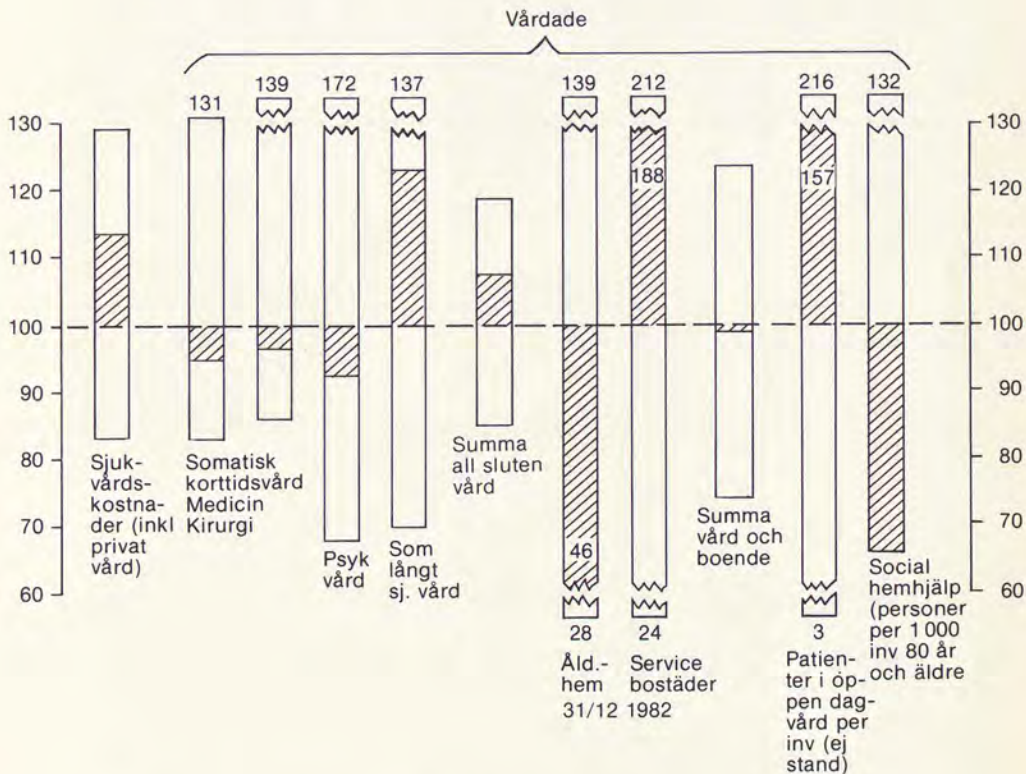 Vårdade
131
139
172
137
139
212
216
132
130
120
110
100
90
80
70
60
188
157
46
28
24
3
130
120
110
100
90
80
70
60
Sjuk-
vårds-
kostna-
der (inkl
privat
vård)
Somatisk
korttidsvård
Medicin
Kirurgi
Psyk
vård
Som
långt
sj. vård
Summa
all sluten
vård
Åld.-
hem
31/12
Service
bostäder
1982
Summa
vård och
boende
Patien-
ter i öp-
pen dag-
vård per
inv (ej
stand)
Social
hemhjälp
(personer
per 1 000
inv 80 år
och äldre